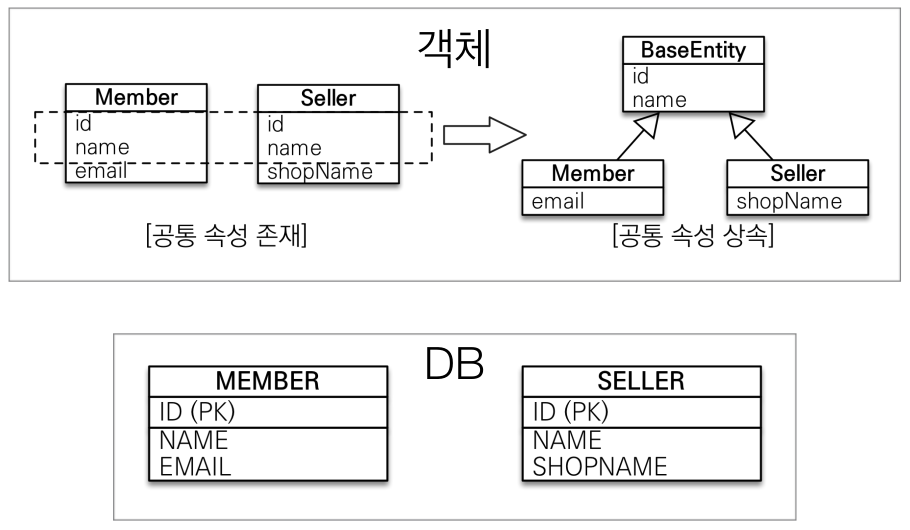 객체
Member
id
name
email
Seller
id
name
shopName
[공통 속성 존재]
BaseEntity
id
name
Member
email
Seller
shopName
[공통 속성 상속]
DB
MEMBER
ID (PK)
NAME
EMAIL
SELLER
ID (PK)
NAME
SHOPNAME